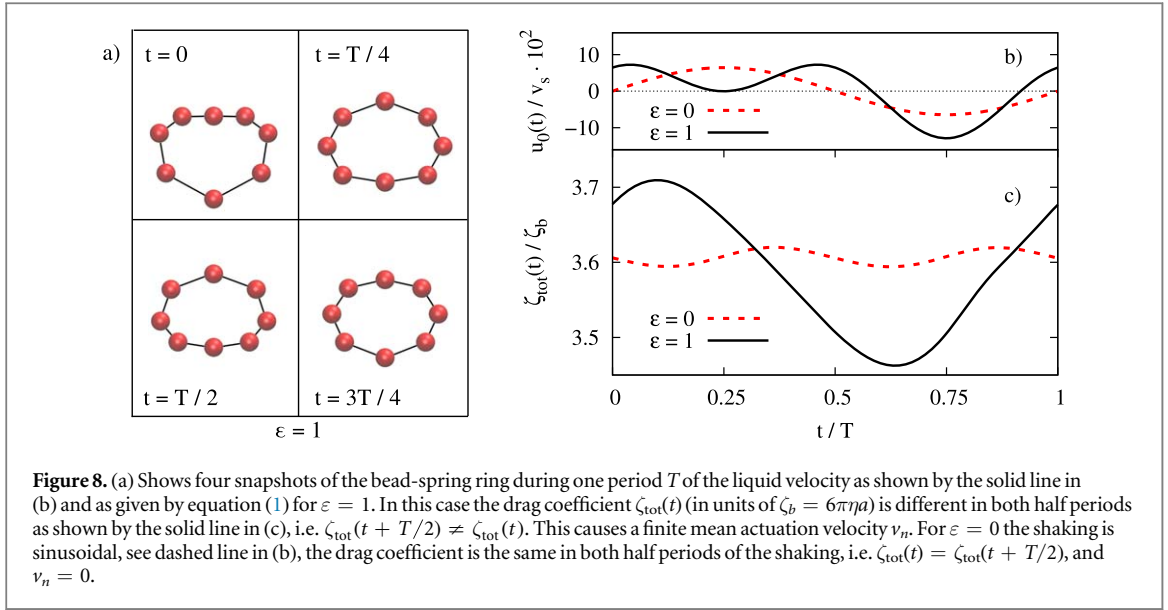 a)
t = 0
t = T / 4
t = T / 2
t = 3T / 4
ε = 1
b)
u₀(t) / vₛ · 10²
10
0
−10
ε = 0
ε = 1
c)
ζtot(t) / ζb
3.7
3.6
3.5
ε = 0
ε = 1
0 0.25 0.5 0.75 1
t / T
Figure 8. (a) Shows four snapshots of the bead-spring ring during one period T of the liquid velocity as shown by the solid line in
(b) and as given by equation (1) for ε = 1. In this case the drag coefficient ζtot(t) (in units of ζb = 6πηa) is different in both half periods
as shown by the solid line in (c), i.e. ζtot(t + T/2) ≠ ζtot(t). This causes a finite mean actuation velocity vn. For ε = 0 the shaking is
sinusoidal, see dashed line in (b), the drag coefficient is the same in both half periods of the shaking, i.e. ζtot(t) = ζtot(t + T/2), and
vn = 0.